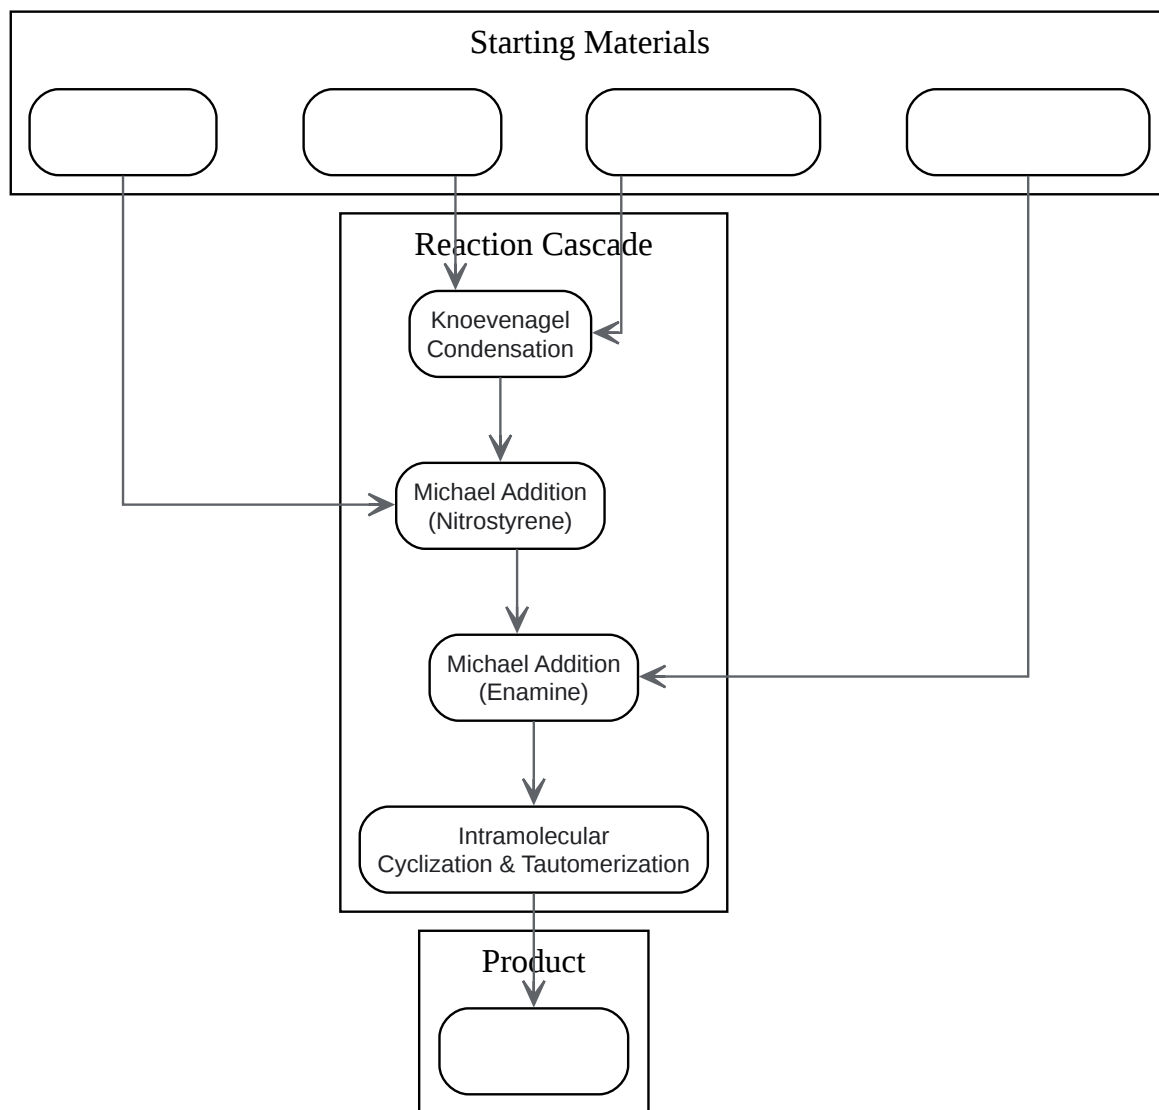 Starting Materials
Reaction Cascade
Knoevenagel
Condensation
Michael Addition
(Nitrostyrene)
Michael Addition
(Enamine)
Intramolecular
Cyclization & Tautomerization
Product